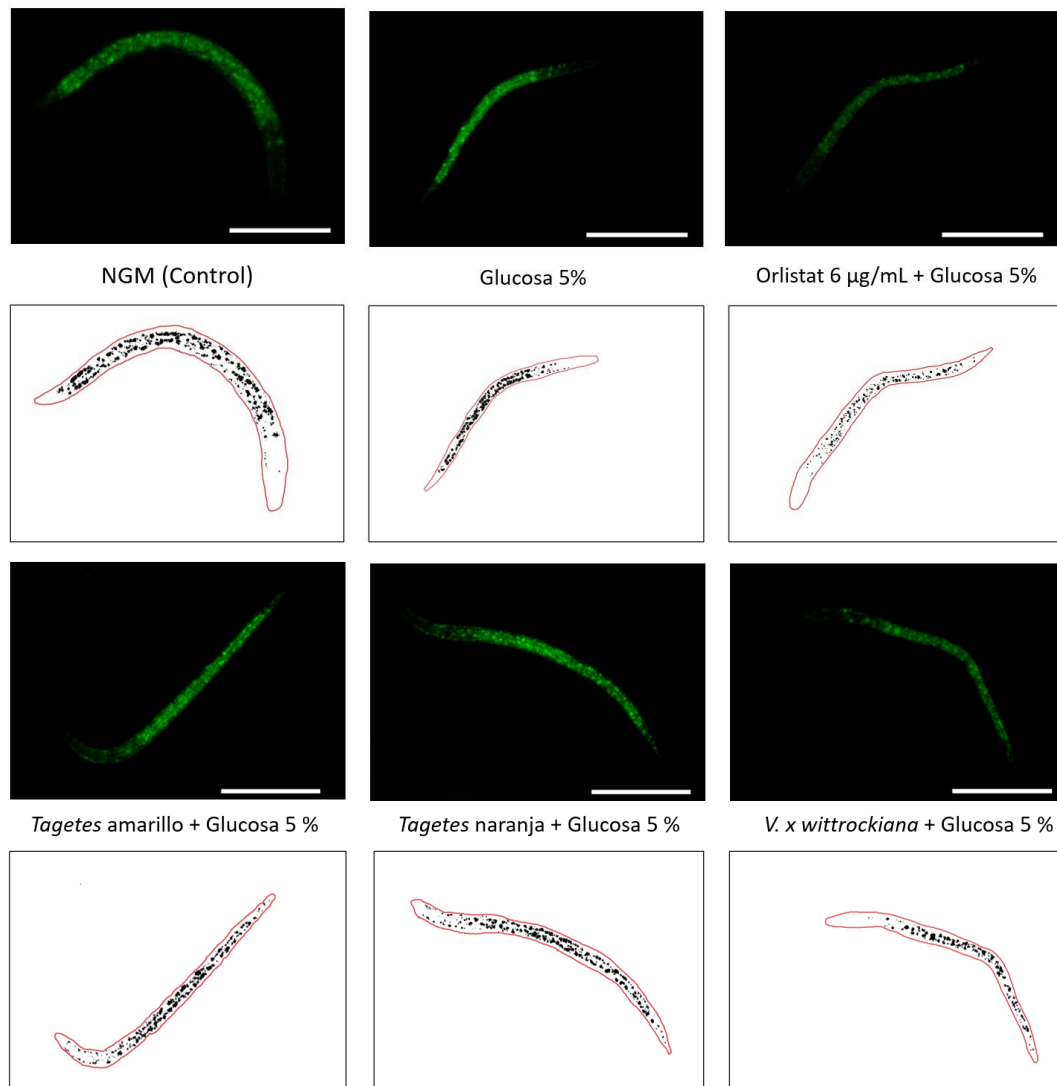 NGM (Control)
Glucosa 5%
Orlistat 6 µg/mL + Glucosa 5%
Tagetes amarillo + Glucosa 5 %
Tagetes naranja + Glucosa 5 %
V. x wittrockiana + Glucosa 5 %